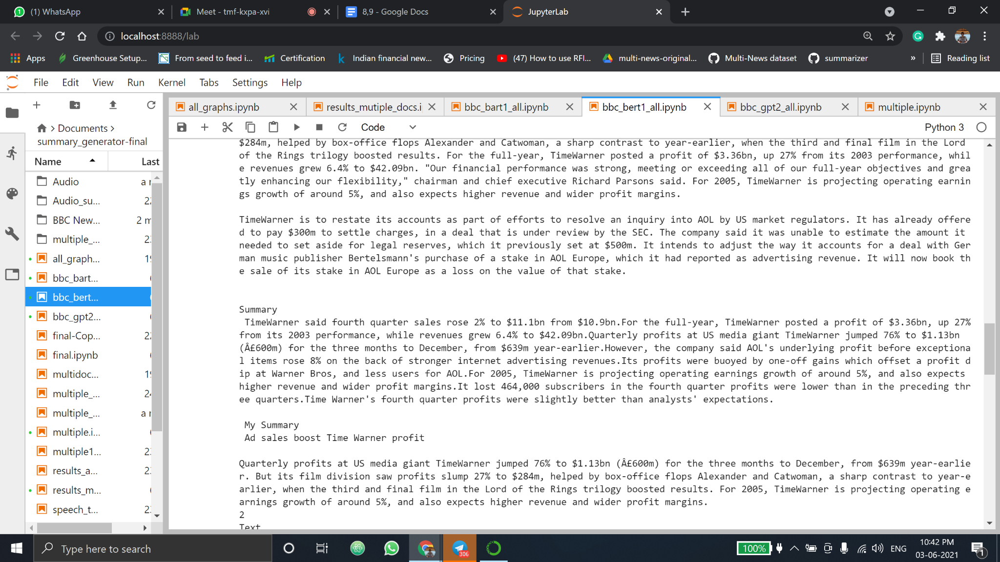 (1) WhatsApp
Meet - tmf-kxpa-xvi
8,9 - Google Docs
JupyterLab
localhost:8888/lab
Apps
Greenhouse Setup...
From seed to feed i...
Certification
Indian financial new...
Pricing
(47) How to use RFI...
multi-news-original...
Multi-News dataset
summarizer
»
Reading list
File Edit View Run Kernel Tabs Settings Help
all_graphs.ipynb
results_mutiple_docs.i
bbc_bart1_all.ipynb
bbc_bert1_all.ipynb
bbc_gpt2_all.ipynb
multiple.ipynb
Code
Python 3
> Documents >
summary_generator-final
Name Last
Audio a
Audio_su... 2
BBC New... 2 m
multiple_... 2
all_graph... 19
bbc_bart...
bbc_bert...
bbc_gpt2...
final-Cop... 2
final.ipynb
multidoc... 19
multiple_... 24
multiple_... a
multiple.i...
multiple1... 2
results_a... 2
results_m...
speech_t... 2
$284m, helped by box-office flops Alexander and Catwoman, a sharp contrast to year-earlier, when the third and final film in the Lord
of the Rings trilogy boosted results. For the full-year, TimeWarner posted a profit of $3.36bn, up 27% from its 2003 performance, whil
e revenues grew 6.4% to $42.09bn. "Our financial performance was strong, meeting or exceeding all of our full-year objectives and grea
tly enhancing our flexibility," chairman and chief executive Richard Parsons said. For 2005, TimeWarner is projecting operating earnin
gs growth of around 5%, and also expects higher revenue and wider profit margins.
TimeWarner is to restate its accounts as part of efforts to resolve an inquiry into AOL by US market regulators. It has already offere
d to pay $300m to settle charges, in a deal that is under review by the SEC. The company said it was unable to estimate the amount it
needed to set aside for legal reserves, which it previously set at $500m. It intends to adjust the way it accounts for a deal with Ger
man music publisher Bertelsmann's purchase of a stake in AOL Europe, which it had reported as advertising revenue. It will now book th
e sale of its stake in AOL Europe as a loss on the value of that stake.
Summary
TimeWarner said fourth quarter sales rose 2% to $11.1bn from $10.9bn.For the full-year, TimeWarner posted a profit of $3.36bn, up 27%
from its 2003 performance, while revenues grew 6.4% to $42.09bn.Quarterly profits at US media giant TimeWarner jumped 76% to $1.13bn
(Â£600m) for the three months to December, from $639m year-earlier.However, the company said AOL's underlying profit before exceptiona
l items rose 8% on the back of stronger internet advertising revenues.Its profits were buoyed by one-off gains which offset a profit d
ip at Warner Bros, and less users for AOL.For 2005, TimeWarner is projecting operating earnings growth of around 5%, and also expects
higher revenue and wider profit margins.It lost 464,000 subscribers in the fourth quarter profits were lower than in the preceding thr
ee quarters.Time Warner's fourth quarter profits were slightly better than analysts' expectations.
My Summary
Ad sales boost Time Warner profit
Quarterly profits at US media giant TimeWarner jumped 76% to $1.13bn (Â£600m) for the three months to December, from $639m year-earlie
r. But its film division saw profits slump 27% to $284m, helped by box-office flops Alexander and Catwoman, a sharp contrast to year-e
arlier, when the third and final film in the Lord of the Rings trilogy boosted results. For 2005, TimeWarner is projecting operating e
arnings growth of around 5%, and also expects higher revenue and wider profit margins.
2
Text
Type here to search
306
100%
ENG
10:42 PM
03-06-2021
1